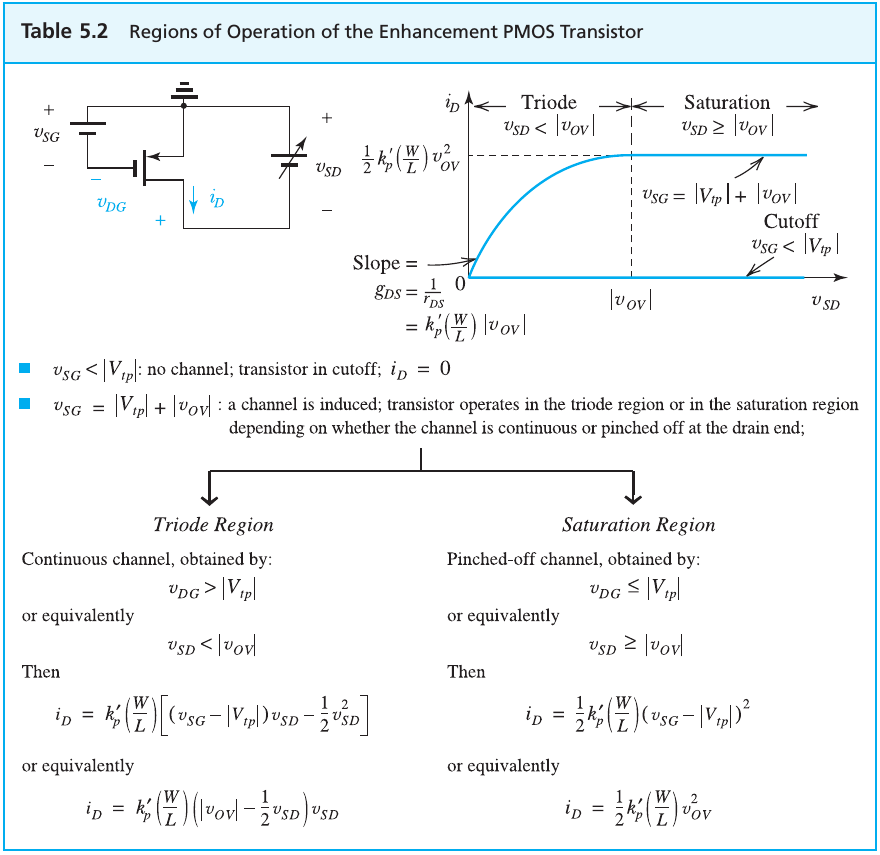 Table 5.2 Regions of Operation of the Enhancement PMOS Transistor
+
v_SG
−
−
v_DG
+
i_D
+
v_SD
−
i_D
Triode
v_SD < |v_OV|
Saturation
v_SD ≥ |v_OV|
1/2 k′_p (W/L) v²_OV
v_SG = |V_tp| + |v_OV|
Cutoff
v_SG < |V_tp|
Slope =
g_DS = 1/r_DS
= k′_p (W/L) |v_OV|
0
|v_OV|
v_SD
■ v_SG < |V_tp|: no channel; transistor in cutoff; i_D = 0
■ v_SG = |V_tp| + |v_OV| : a channel is induced; transistor operates in the triode region or in the saturation region
depending on whether the channel is continuous or pinched off at the drain end;
Triode Region
Continuous channel, obtained by:
v_DG > |V_tp|
or equivalently
v_SD < |v_OV|
Then
i_D = k′_p (W/L) [(v_SG − |V_tp|) v_SD − 1/2 v²_SD]
or equivalently
i_D = k′_p (W/L) (|v_OV| − 1/2 v_SD) v_SD
Saturation Region
Pinched-off channel, obtained by:
v_DG ≤ |V_tp|
or equivalently
v_SD ≥ |v_OV|
Then
i_D = 1/2 k′_p (W/L) (v_SG − |V_tp|)²
or equivalently
i_D = 1/2 k′_p (W/L) v²_OV